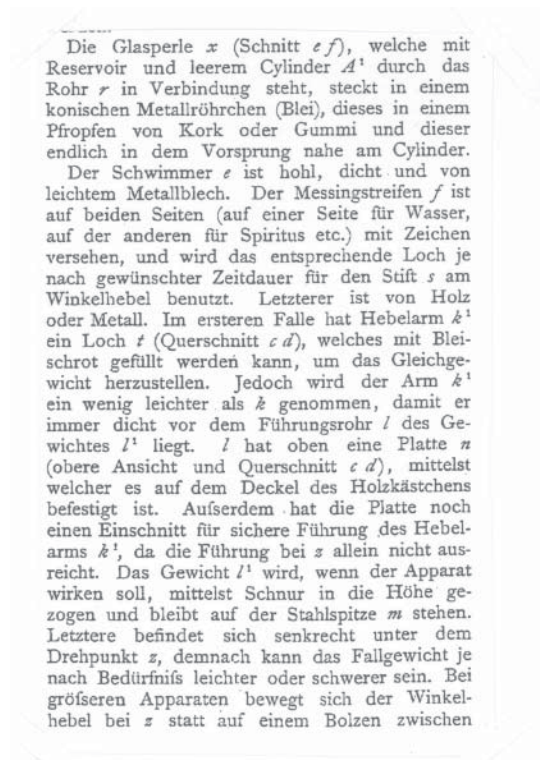 Die Glasperle x (Schnitt e f), welche mit
Reservoir und leerem Cylinder A¹ durch das
Rohr r in Verbindung steht, steckt in einem
konischen Metallröhrchen (Blei), dieses in einem
Pfropfen von Kork oder Gummi und dieser
endlich in dem Vorsprung nahe am Cylinder.
Der Schwimmer e ist hohl, dicht und von
leichtem Metallblech. Der Messingstreifen f ist
auf beiden Seiten (auf einer Seite für Wasser,
auf der anderen für Spiritus etc.) mit Zeichen
versehen, und wird das entsprechende Loch je
nach gewünschter Zeitdauer für den Stift s am
Winkelhebel benutzt. Letzterer ist von Holz
oder Metall. Im ersteren Falle hat Hebelarm k¹
ein Loch t (Querschnitt c d), welches mit Blei-
schrot gefüllt werden kann, um das Gleichge-
wicht herzustellen. Jedoch wird der Arm k¹
ein wenig leichter als k genommen, damit er
immer dicht vor dem Führungsrohr l des Ge-
wichtes l¹ liegt. l hat oben eine Platte n
(obere Ansicht und Querschnitt c d), mittelst
welcher es auf dem Deckel des Holzkästchens
befestigt ist. Aufserdem hat die Platte noch
einen Einschnitt für sichere Führung des Hebel-
arms k¹, da die Führung bei z allein nicht aus-
reicht. Das Gewicht l¹ wird, wenn der Apparat
wirken soll, mittelst Schnur in die Höhe ge-
zogen und bleibt auf der Stahlspitze m stehen.
Letztere befindet sich senkrecht unter dem
Drehpunkt z, demnach kann das Fallgewicht je
nach Bedürfnifs leichter oder schwerer sein. Bei
gröfseren Apparaten bewegt sich der Winkel-
hebel bei z statt auf einem Bolzen zwischen